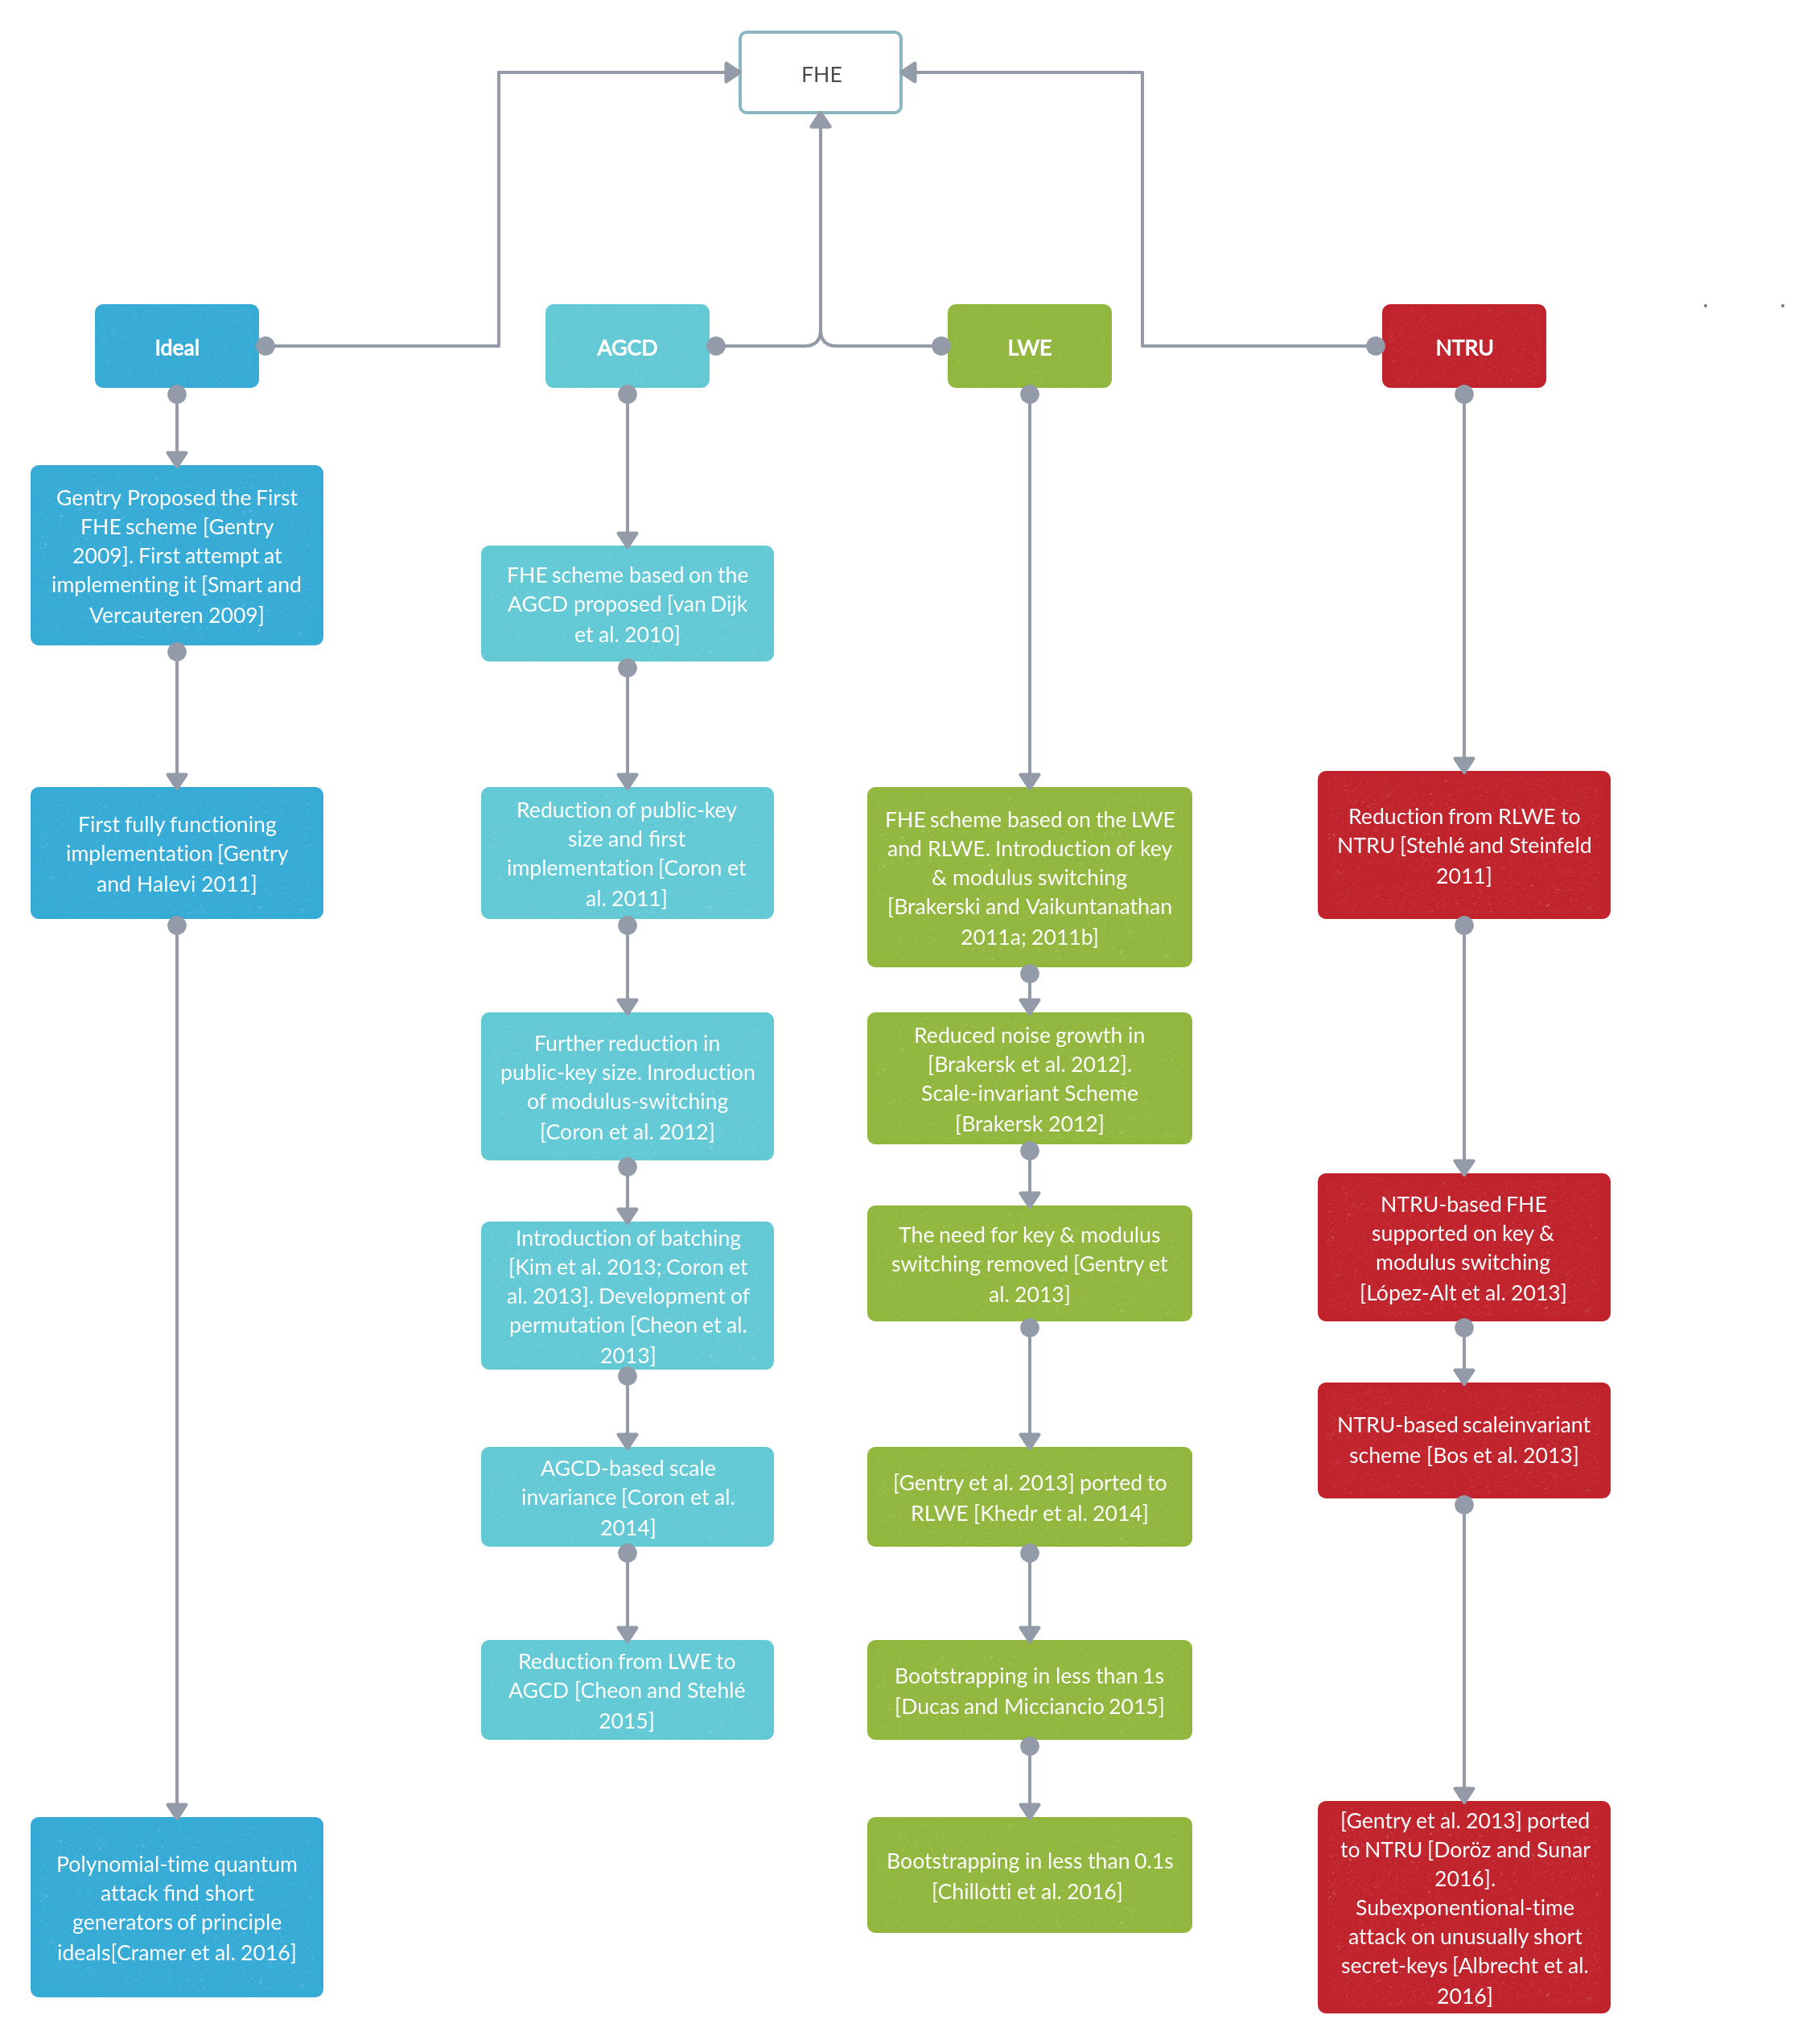 FHE
Ideal
AGCD
LWE
NTRU
Gentry Proposed the First
FHE scheme [Gentry
2009]. First attempt at
implementing it [Smart and
Vercauteren 2009]
First fully functioning
implementation [Gentry
and Halevi 2011]
Polynomial-time quantum
attack find short
generators of principle
ideals[Cramer et al. 2016]
FHE scheme based on the
AGCD proposed [van Dijk
et al. 2010]
Reduction of public-key
size and first
implementation [Coron et
al. 2011]
Further reduction in
public-key size. Inroduction
of modulus-switching
[Coron et al. 2012]
Introduction of batching
[Kim et al. 2013; Coron et
al. 2013]. Development of
permutation [Cheon et al.
2013]
AGCD-based scale
invariance [Coron et al.
2014]
Reduction from LWE to
AGCD [Cheon and Stehlé
2015]
FHE scheme based on the LWE
and RLWE. Introduction of key
& modulus switching
[Brakerski and Vaikuntanathan
2011a; 2011b]
Reduced noise growth in
[Brakersk et al. 2012].
Scale-invariant Scheme
[Brakersk 2012]
The need for key & modulus
switching removed [Gentry et
al. 2013]
[Gentry et al. 2013] ported to
RLWE [Khedr et al. 2014]
Bootstrapping in less than 1s
[Ducas and Micciancio 2015]
Bootstrapping in less than 0.1s
[Chillotti et al. 2016]
Reduction from RLWE to
NTRU [Stehlé and Steinfeld
2011]
NTRU-based FHE
supported on key &
modulus switching
[López-Alt et al. 2013]
NTRU-based scaleinvariant
scheme [Bos et al. 2013]
[Gentry et al. 2013] ported
to NTRU [Doröz and Sunar
2016].
Subexponentional-time
attack on unusually short
secret-keys [Albrecht et al.
2016]